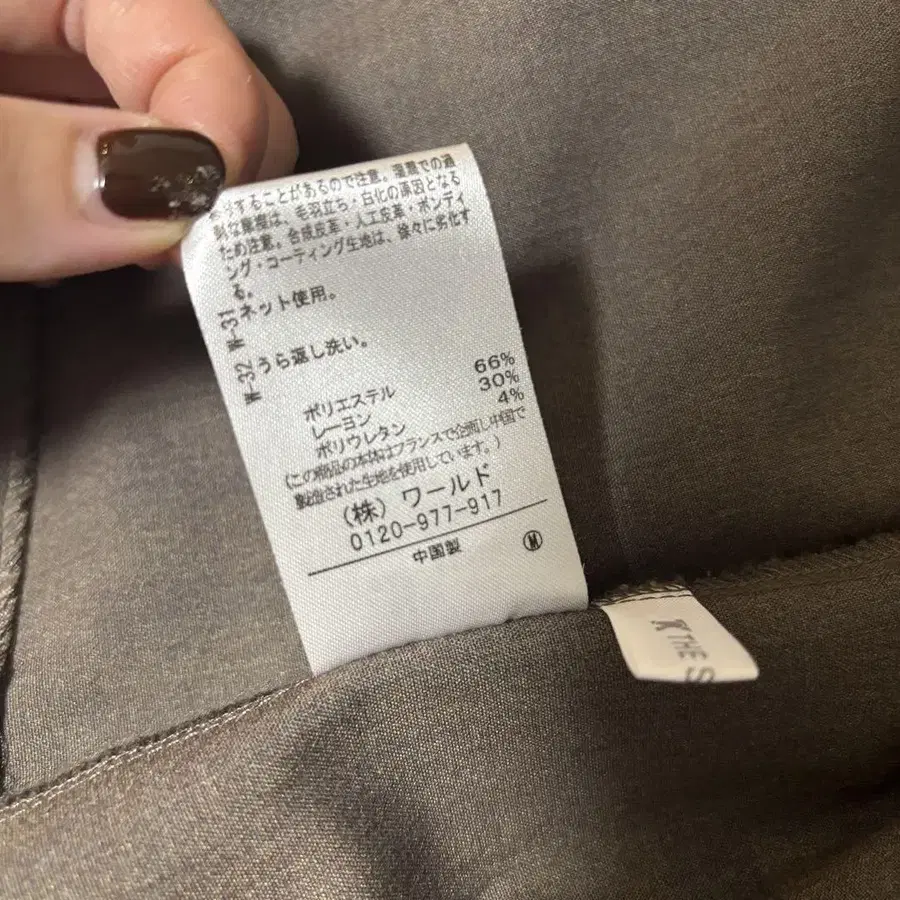 することがあるので注意。湿潤での過
な摩擦は、毛羽立ち・白化の原因となる
ため注意。合成皮革・人工皮革・ボンディ
ング・コーティング生地は、徐々に劣化す
る。
W-31 ネット使用。
W-32 うら返し洗い。
ポリエステル 66%
レーヨン 30%
ポリウレタン 4%
(この商品の本体はフランスで企画し中国で
製造された生地を使用しています。)
(株)ワールド
0120-977-917
中国製 M
THE S